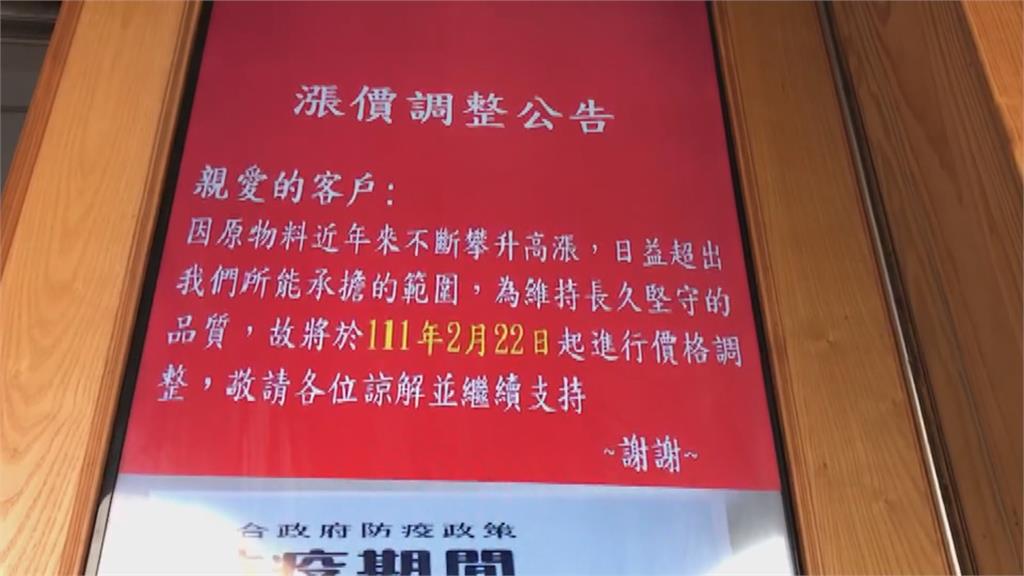 漲價調整公告
親愛的客戶:
因原物料近年來不斷攀升高漲，日益超出
我們所能承擔的範圍，為維持長久堅守的
品質，故將於111年2月22日起進行價格調
整，敬請各位諒解並繼續支持
~謝謝~
合政府防疫政策
疫期間